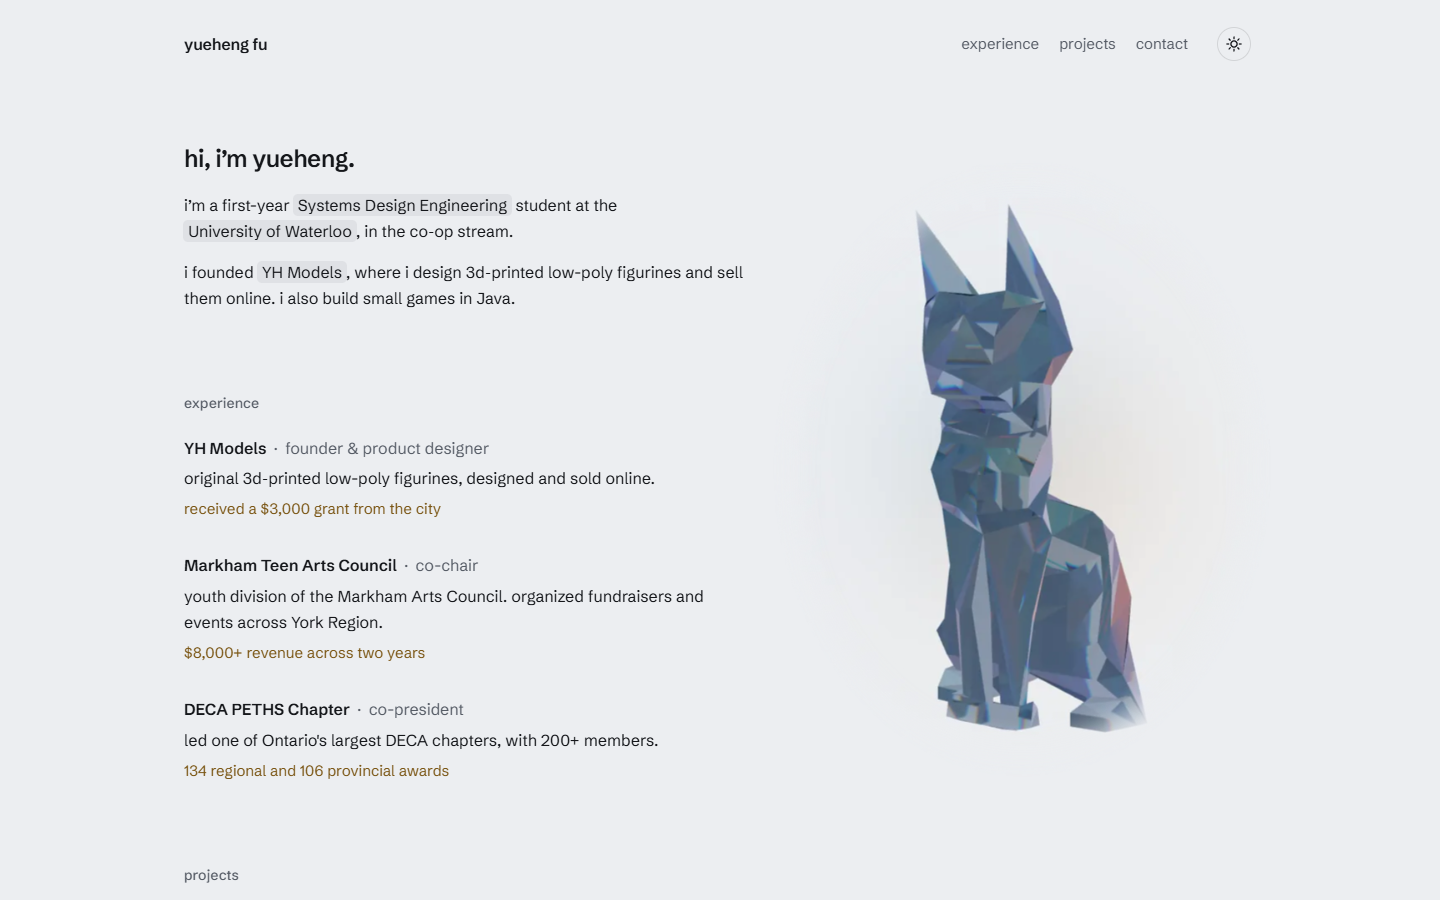 yueheng fu
experience projects contact
hi, i’m yueheng.
i’m a first-year Systems Design Engineering student at the
University of Waterloo, in the co-op stream.
i founded YH Models, where i design 3d-printed low-poly figurines and sell
them online. i also build small games in Java.
experience
YH Models · founder & product designer
original 3d-printed low-poly figurines, designed and sold online.
received a $3,000 grant from the city
Markham Teen Arts Council · co-chair
youth division of the Markham Arts Council. organized fundraisers and
events across York Region.
$8,000+ revenue across two years
DECA PETHS Chapter · co-president
led one of Ontario's largest DECA chapters, with 200+ members.
134 regional and 106 provincial awards
projects